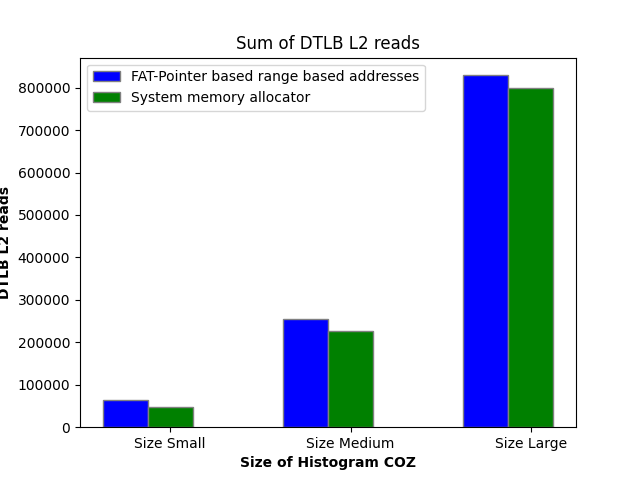 Sum of DTLB L2 reads
FAT-Pointer based range based addresses
System memory allocator
800000
700000
600000
500000
400000
300000
200000
100000
0
DTLB L2 reads
Size Small
Size Medium
Size Large
Size of Histogram COZ